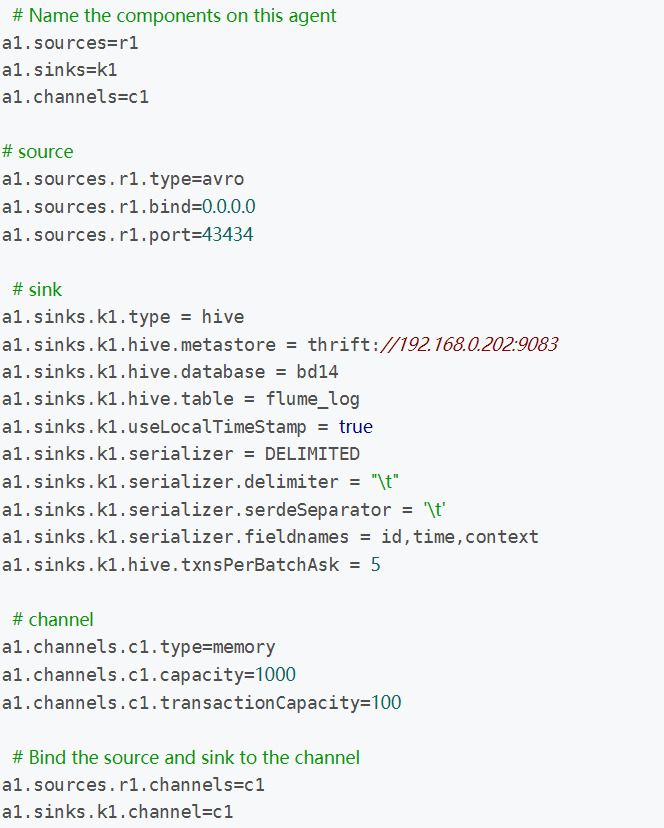 # Name the components on this agent
a1.sources=r1
a1.sinks=k1
a1.channels=c1
# source
a1.sources.r1.type=avro
a1.sources.r1.bind=0.0.0.0
a1.sources.r1.port=43434
# sink
a1.sinks.k1.type = hive
a1.sinks.k1.hive.metastore = thrift://192.168.0.202:9083
a1.sinks.k1.hive.database = bd14
a1.sinks.k1.hive.table = flume_log
a1.sinks.k1.useLocalTimeStamp = true
a1.sinks.k1.serializer = DELIMITED
a1.sinks.k1.serializer.delimiter = "\t"
a1.sinks.k1.serializer.serdeSeparator = '\t'
a1.sinks.k1.serializer.fieldnames = id,time,context
a1.sinks.k1.hive.txnsPerBatchAsk = 5
# channel
a1.channels.c1.type=memory
a1.channels.c1.capacity=1000
a1.channels.c1.transactionCapacity=100
# Bind the source and sink to the channel
a1.sources.r1.channels=c1
a1.sinks.k1.channel=c1